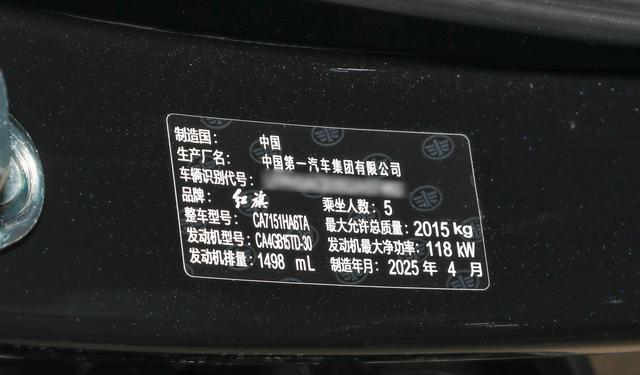 制造国： 中国
生产厂名： 中国第一汽车集团有限公司
车辆识别代号：
品牌： 红旗 乘坐人数：5
整车型号： CA7151HA6TA 最大允许总质量：2015 kg
发动机型号：CA4GB15TD-30 发动机最大净功率：118 kW
发动机排量：1498 mL 制造年月：2025 年 4 月